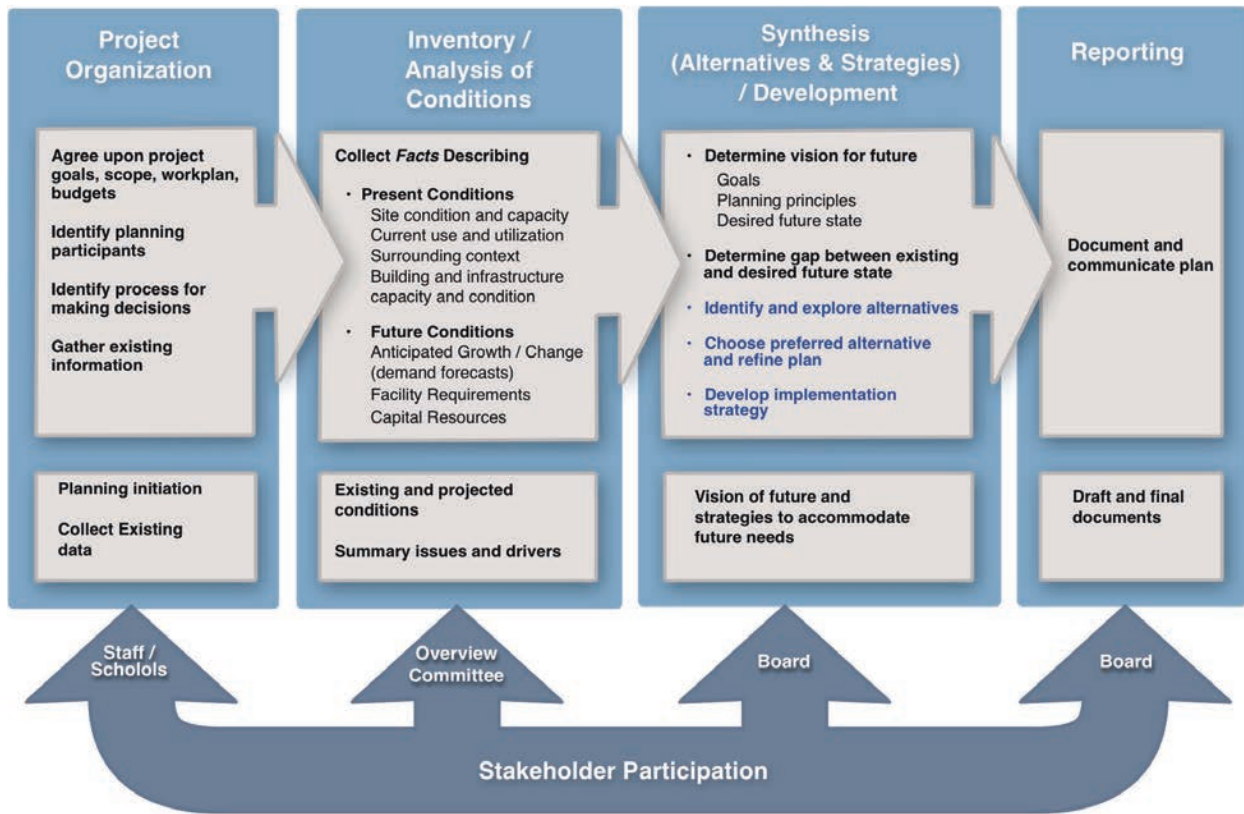 Project
Organization
Agree upon project
goals, scope, workplan,
budgets
Identify planning
participants
Identify process for
making decisions
Gather existing
information
Planning initiation
Collect Existing
data
Inventory /
Analysis of
Conditions
Collect Facts Describing
• Present Conditions
Site condition and capacity
Current use and utilization
Surrounding context
Building and infrastructure
capacity and condition
• Future Conditions
Anticipated Growth / Change
(demand forecasts)
Facility Requirements
Capital Resources
Existing and projected
conditions
Summary issues and drivers
Synthesis
(Alternatives & Strategies)
/ Development
• Determine vision for future
Goals
Planning principles
Desired future state
• Determine gap between existing
and desired future state
• Identify and explore alternatives
• Choose preferred alternative
and refine plan
• Develop implementation
strategy
Vision of future and
strategies to accommodate
future needs
Reporting
Document and
communicate plan
Draft and final
documents
Staff /
Scholols
Overview
Committee
Board
Board
Stakeholder Participation